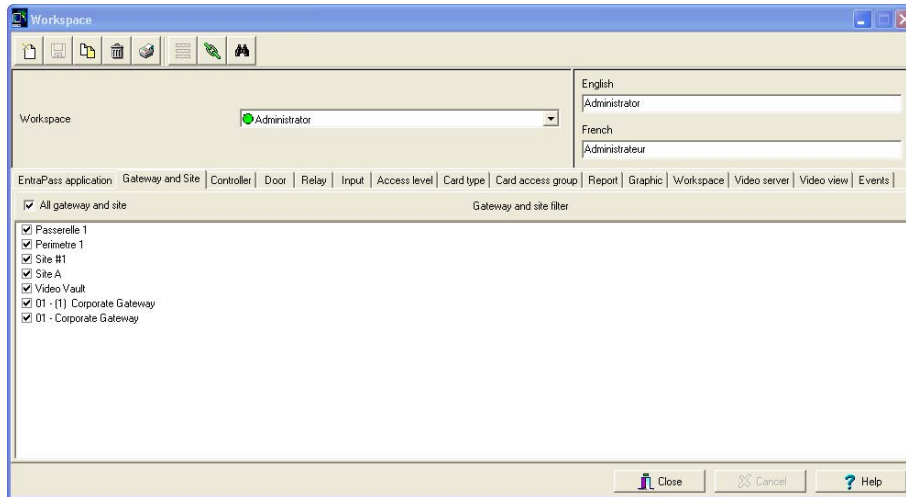 Workspace
Workspace
Administrator
English
Administrator
French
Administrateur
EntraPass application Gateway and Site Controller Door Relay Input Access level Card type Card access group Report Graphic Workspace Video server Video view Events
All gateway and site Gateway and site filter
Passerelle 1
Perimetre 1
Site #1
Site A
Video Vault
01 - (1) Corporate Gateway
01 - Corporate Gateway
Close Cancel ? Help